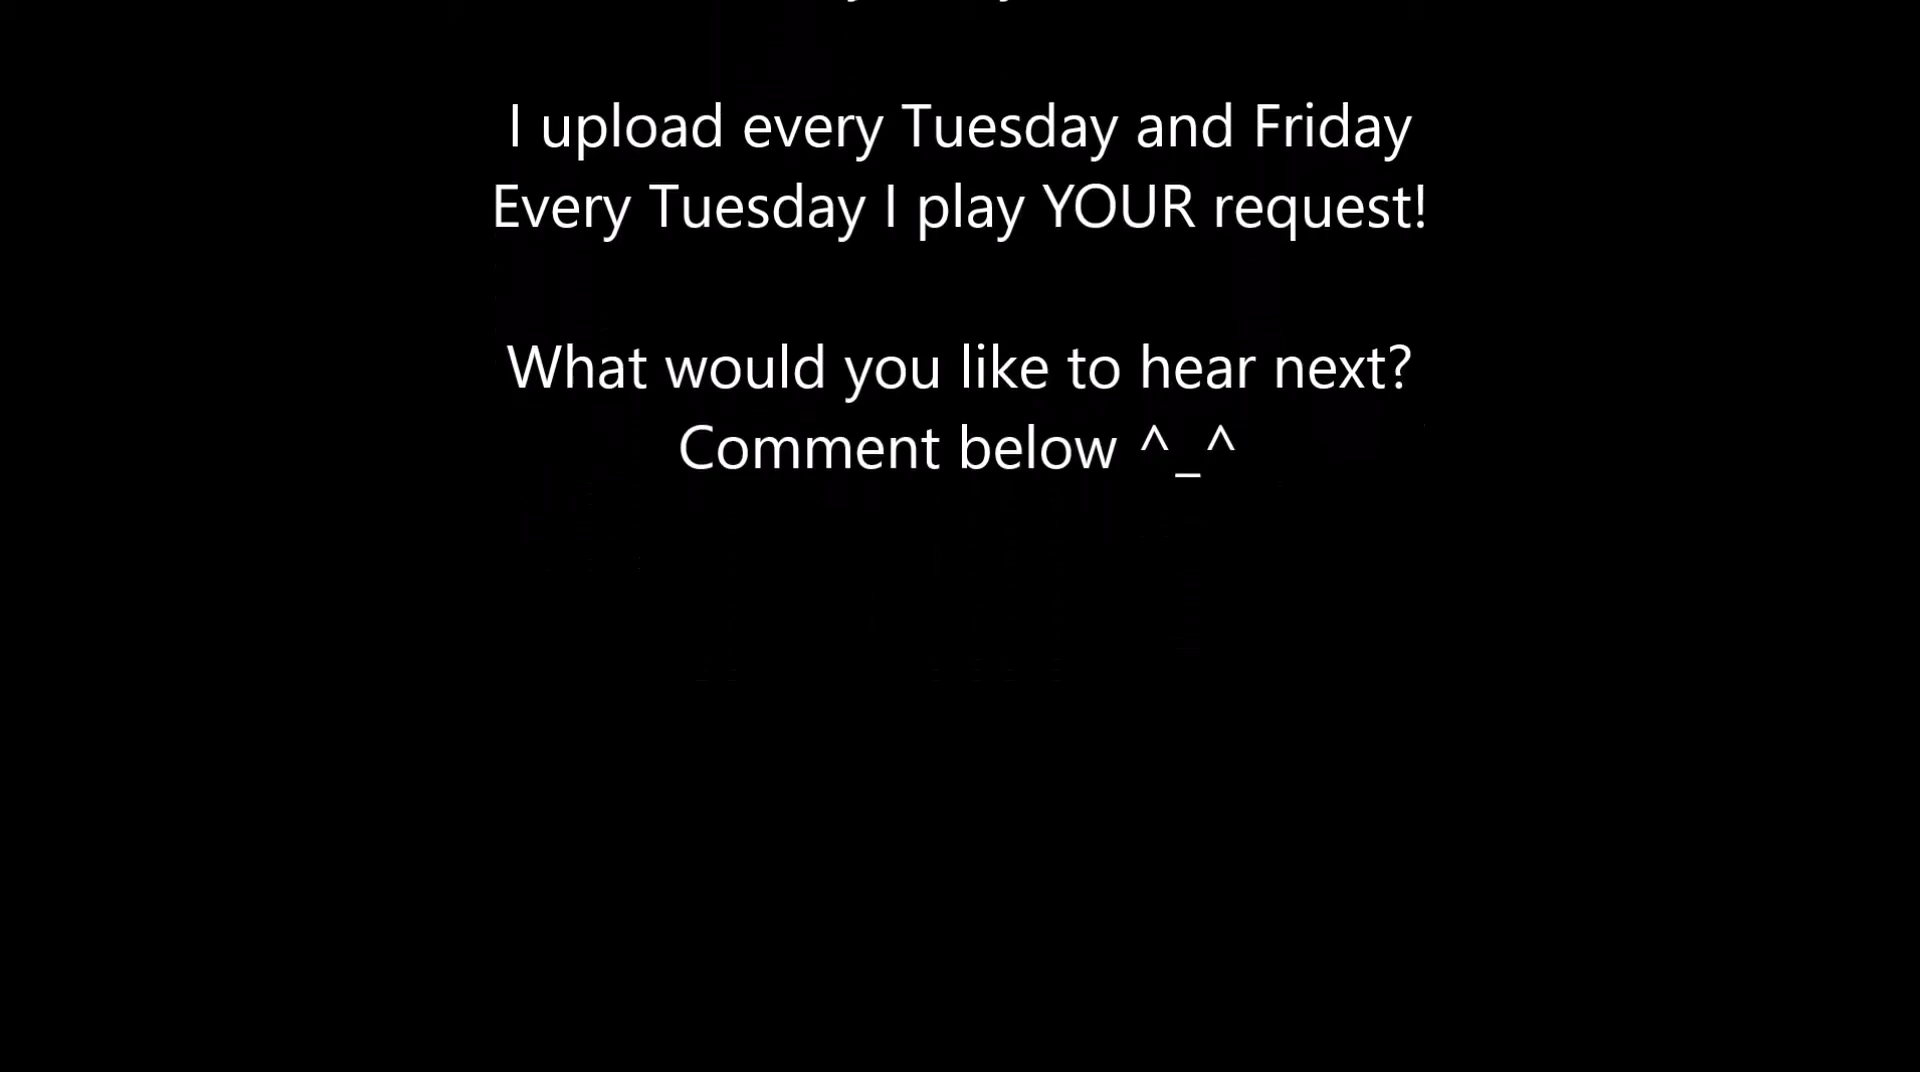 I upload every Tuesday and Friday
Every Tuesday I play YOUR request!
What would you like to hear next?
Comment below ^_^